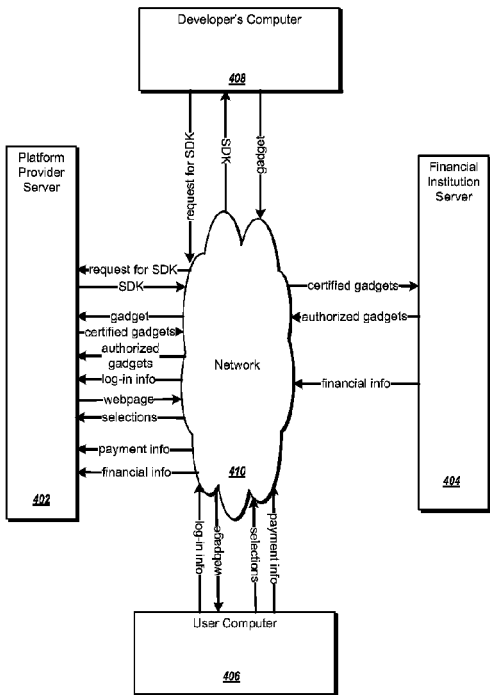 Developer's Computer
408
request for SDK
SDK
gadget
Platform
Provider
Server
Financial
Institution
Server
request for SDK
SDK
gadget
certified gadgets
authorized
gadgets
log-in info
webpage
selections
payment info
financial info
402
Network
410
certified gadgets
authorized gadgets
financial info
404
log-in info
webpage
selections
payment info
User Computer
406